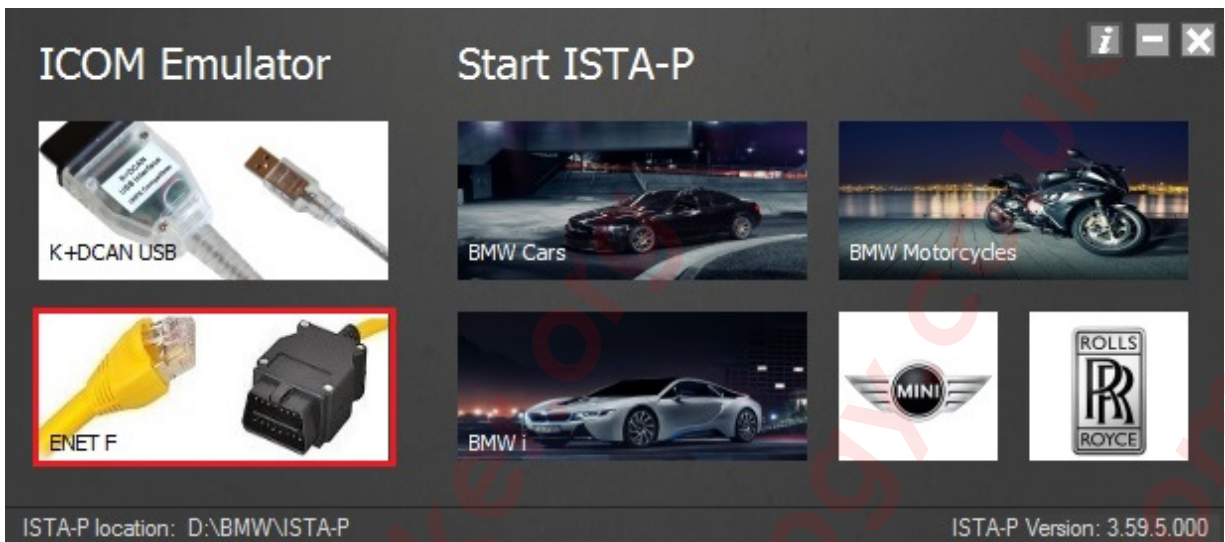 ICOM Emulator
Start ISTA-P
K+DCAN USB
BMW Cars
BMW Motorcycles
ENET F
BMW i
MINI
ROLLS
RR
ROYCE
ISTA-P location: D:\BMW\ISTA-P
ISTA-P Version: 3.59.5.000